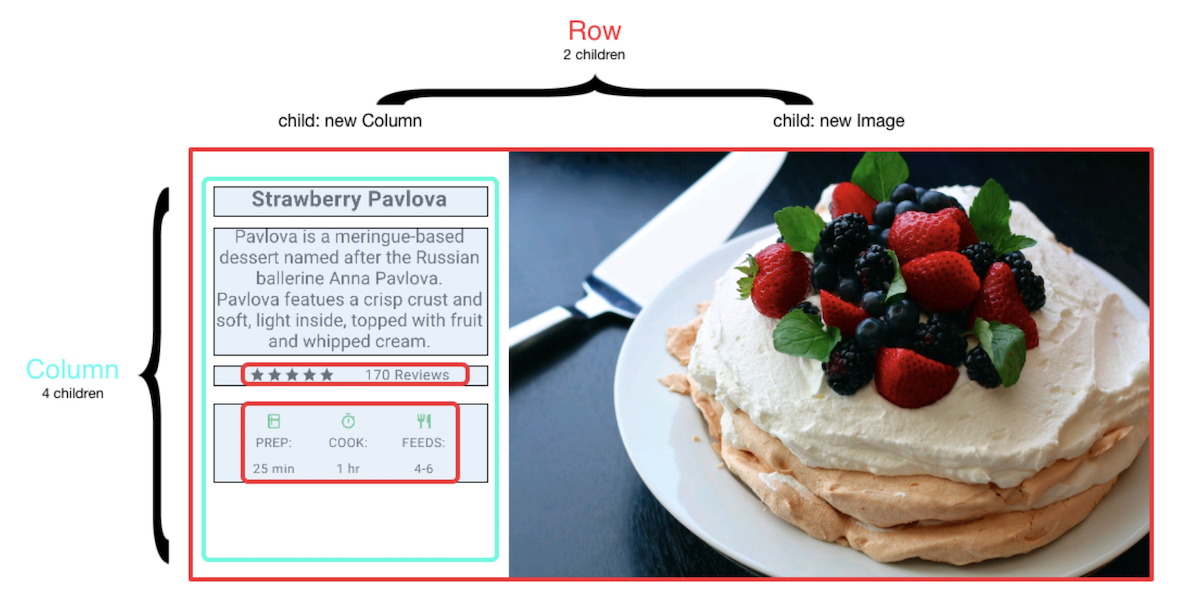 Row
2 children
child: new Column
child: new Image
Column
4 children
Strawberry Pavlova
Pavlova is a meringue-based
dessert named after the Russian
ballerine Anna Pavlova.
Pavlova featues a crisp crust and
soft, light inside, topped with fruit
and whipped cream.
170 Reviews
PREP: COOK: FEEDS:
25 min 1 hr 4-6